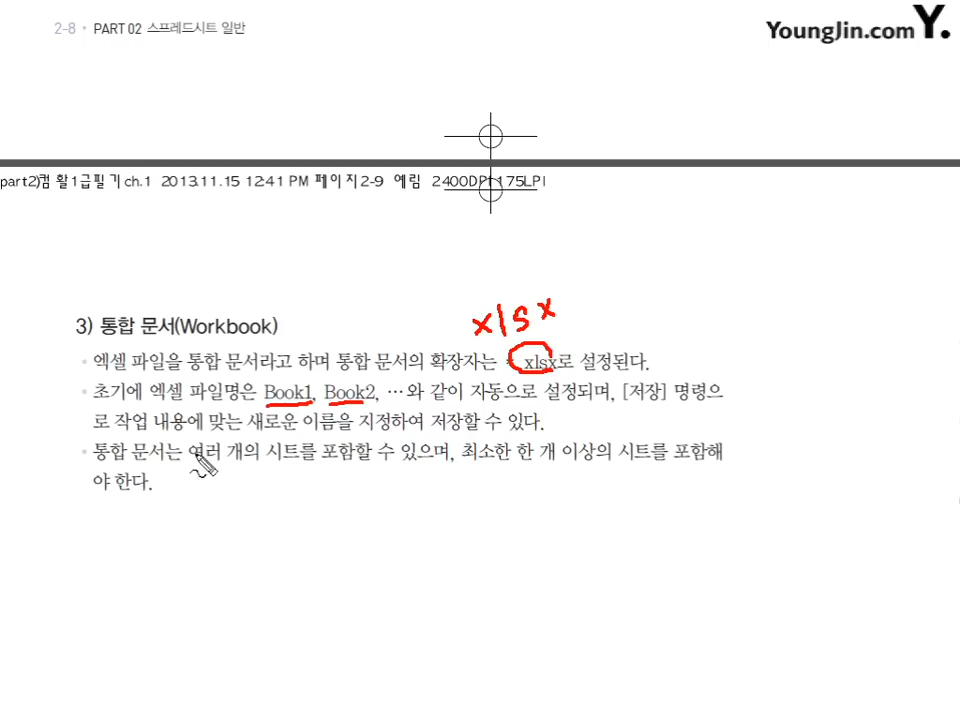 2-8 • PART 02 스프레드시트 일반
YoungJin.com Y.
part2)컴활1급필기ch.1 2013.11.15 12:41 PM 페이지2-9 예림 2400DPI 175LPI
3) 통합 문서(Workbook)
xlsx
• 엑셀 파일을 통합 문서라고 하며 통합 문서의 확장자는 *.xlsx로 설정된다.
• 초기에 엑셀 파일명은 Book1, Book2, …와 같이 자동으로 설정되며, [저장] 명령으
로 작업 내용에 맞는 새로운 이름을 지정하여 저장할 수 있다.
• 통합 문서는 여러 개의 시트를 포함할 수 있으며, 최소한 한 개 이상의 시트를 포함해
야 한다.